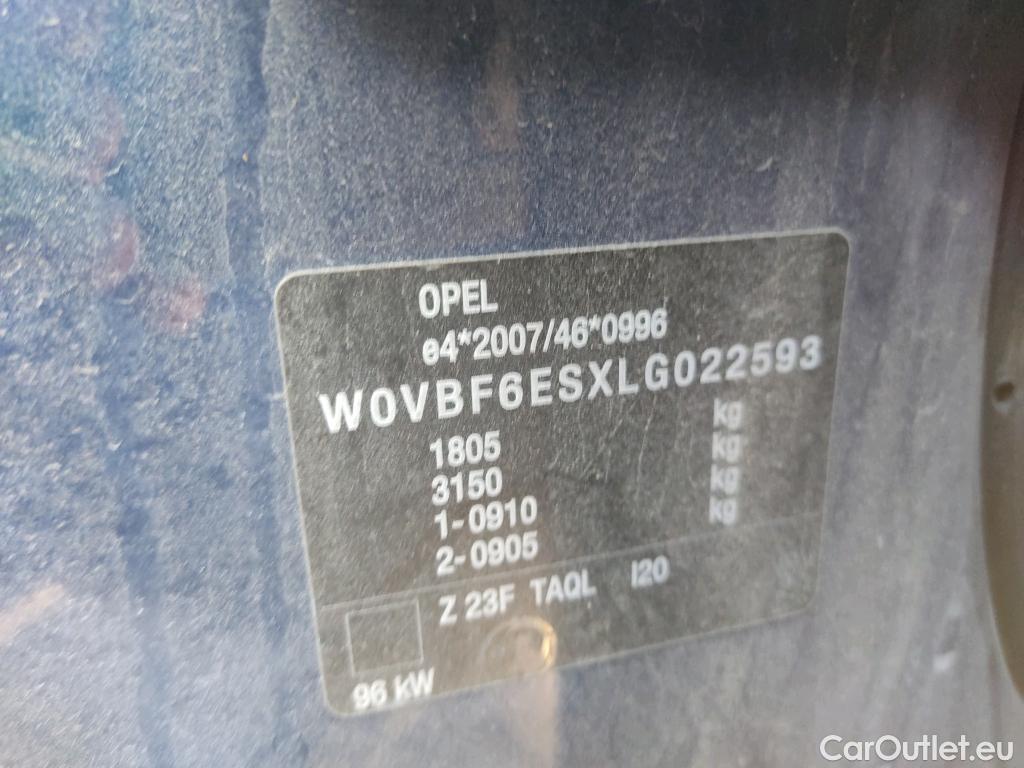 OPEL
e4*2007/46*0996
W0VBF6ESXLG022593
1805 kg
3150 kg
1-0910 kg
2-0905 kg
Z 23F TAQL I20
96 kW
CarOutlet.eu